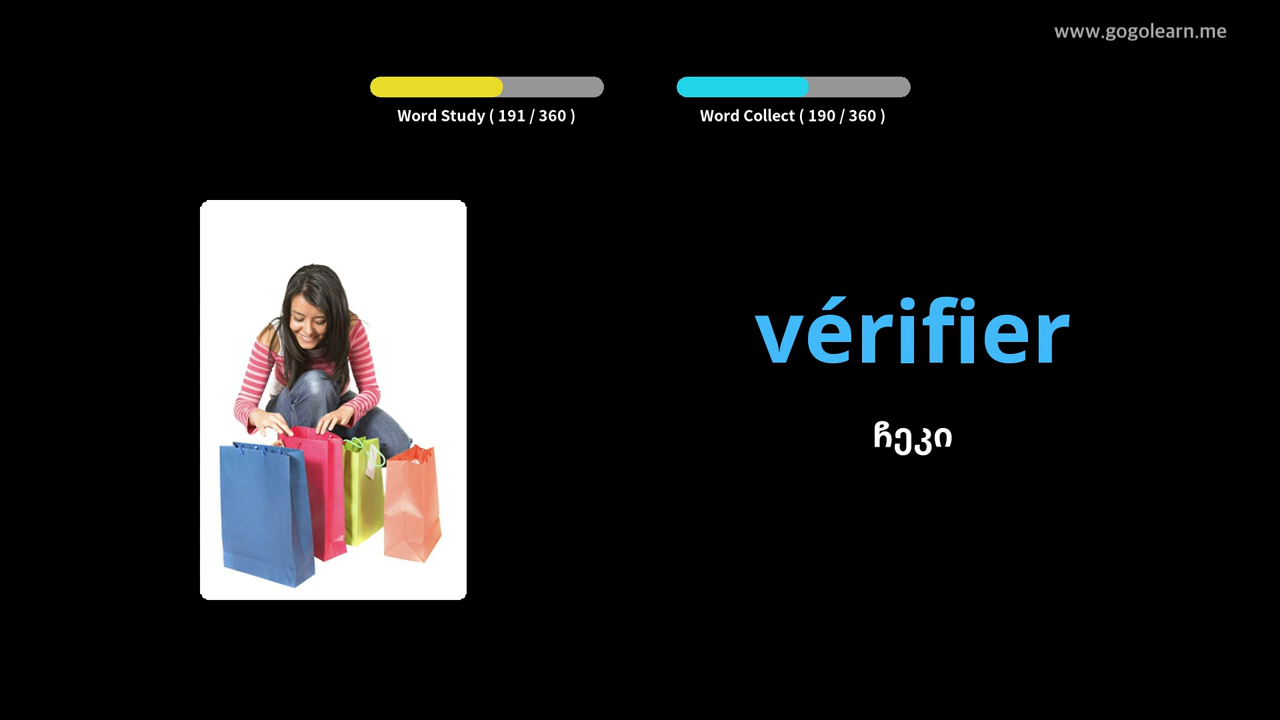 www.gogolearn.me
Word Study ( 191 / 360 )
Word Collect ( 190 / 360 )
vérifier
ჩეკი